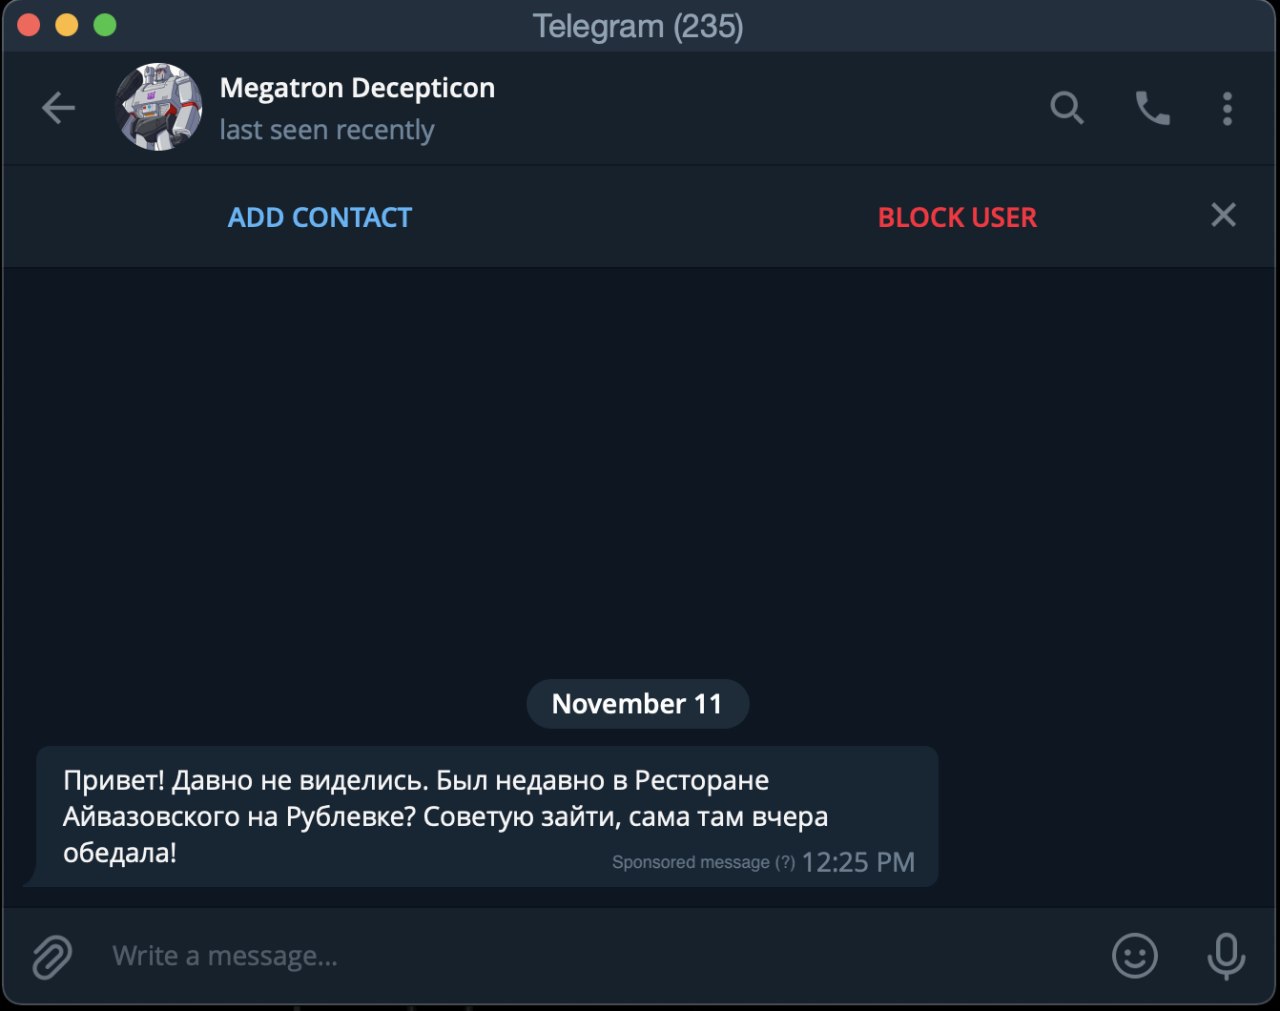 Telegram (235)
Megatron Decepticon
last seen recently
ADD CONTACT
BLOCK USER
November 11
Привет! Давно не виделись. Был недавно в Ресторане
Айвазовского на Рублевке? Советую зайти, сама там вчера
обедала!
Sponsored message (?) 12:25 PM
Write a message...